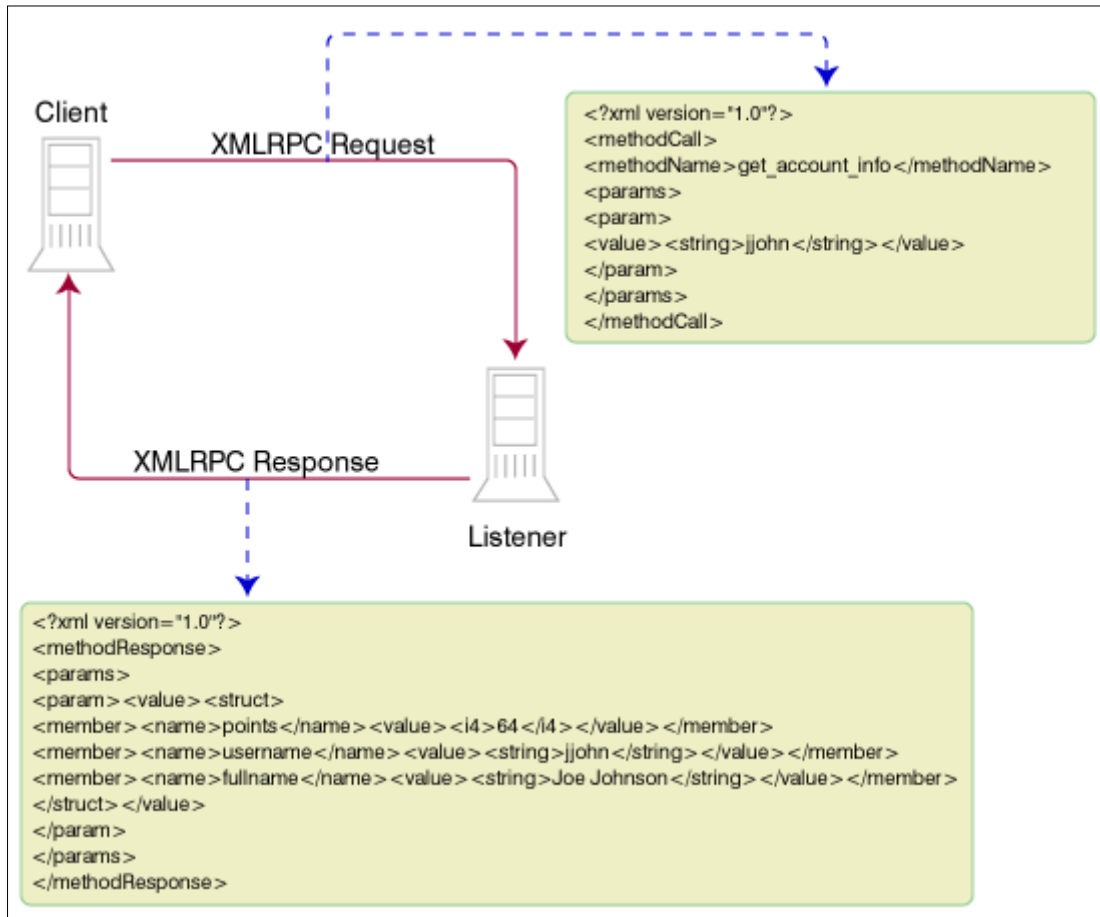 Client
XMLRPC Request
<?xml version="1.0"?>
<methodCall>
<methodName>get_account_info</methodName>
<params>
<param>
<value><string>jjohn</string></value>
</param>
</params>
</methodCall>
XMLRPC Response
Listener
<?xml version="1.0"?>
<methodResponse>
<params>
<param><value><struct>
<member><name>points</name><value><i4>64</i4></value></member>
<member><name>username</name><value><string>jjohn</string></value></member>
<member><name>fullname</name><value><string>Joe Johnson</string></value></member>
</struct></value>
</param>
</params>
</methodResponse>